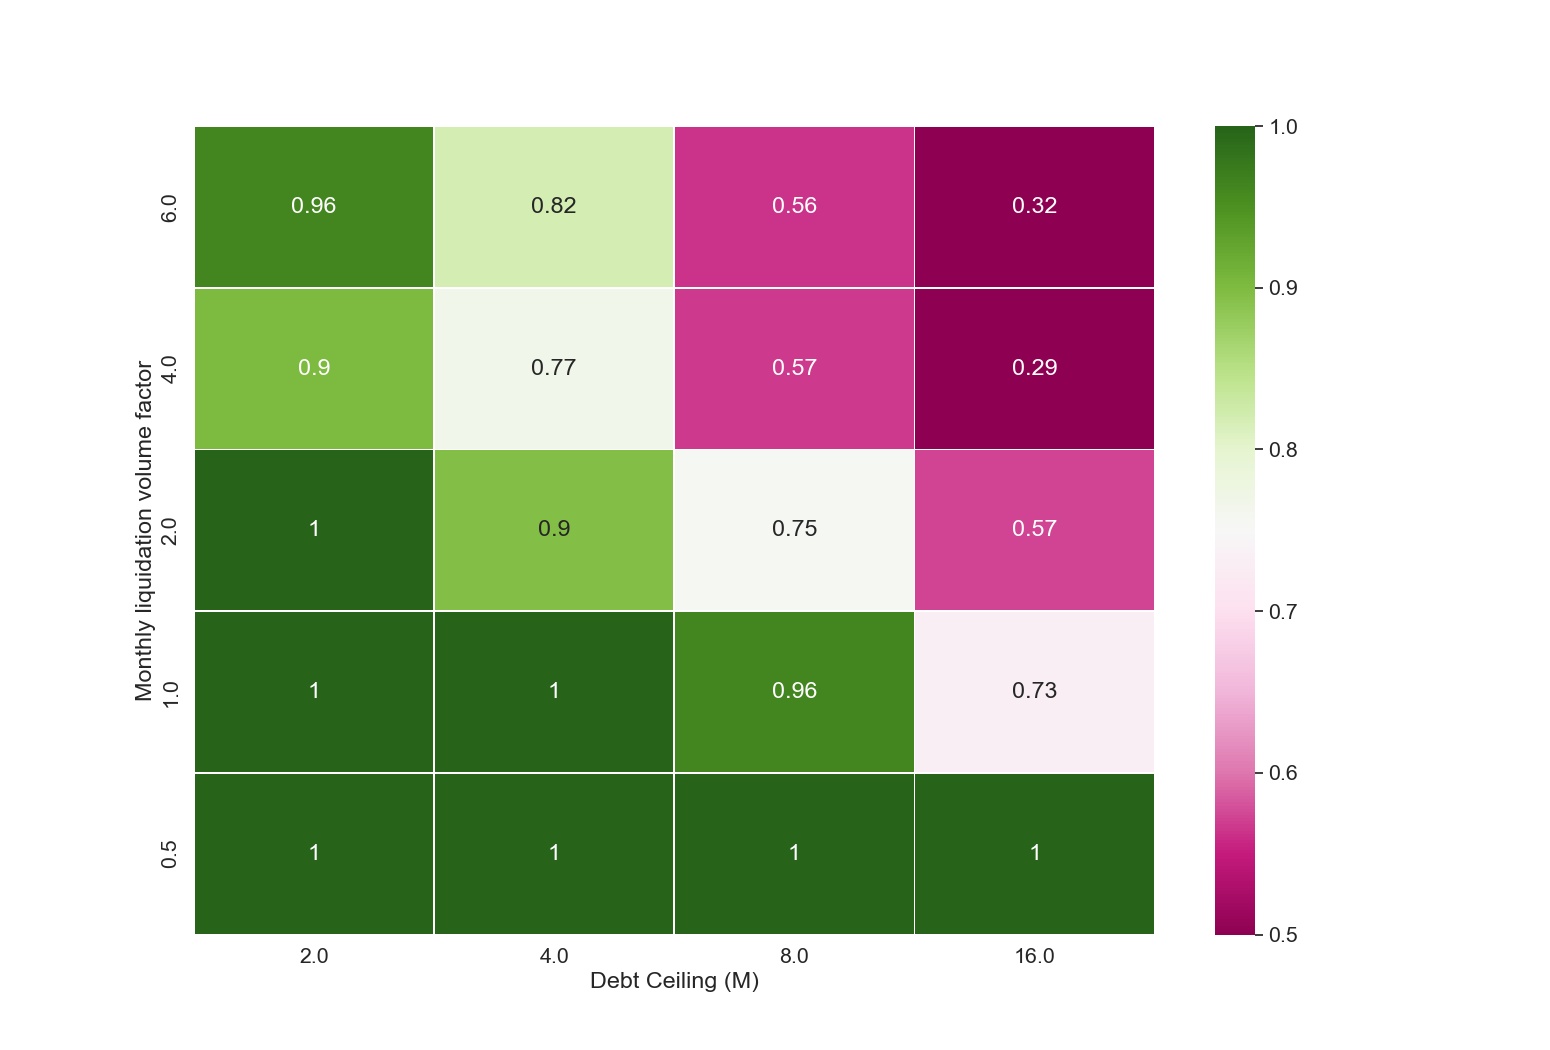 1.0
6.0 0.96 0.82 0.56 0.32
0.9
4.0 0.9 0.77 0.57 0.29
0.8
Monthly liquidation volume factor
2.0 1 0.9 0.75 0.57
0.7
1.0 1 1 0.96 0.73
0.6
0.5 1 1 1 1
0.5
2.0 4.0 8.0 16.0
Debt Ceiling (M)